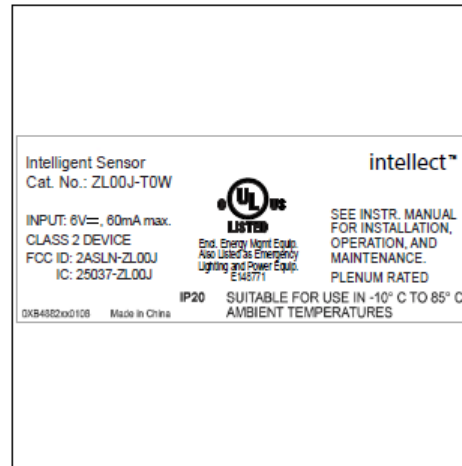 Intelligent Sensor
Cat. No.: ZL00J-T0W
INPUT: 6V⎓, 60mA max.
CLASS 2 DEVICE
FCC ID: 2ASLN-ZL00J
IC: 25037-ZL00J
0XB4882xx0108 Made in China
c UL US
LISTED
Encl. Energy Mgmt Equip.
Also Listed as Emergency
Lighting and Power Equip.
E148771
intellect™
SEE INSTR. MANUAL
FOR INSTALLATION,
OPERATION, AND
MAINTENANCE.
PLENUM RATED
IP20 SUITABLE FOR USE IN -10° C TO 85° C
AMBIENT TEMPERATURES